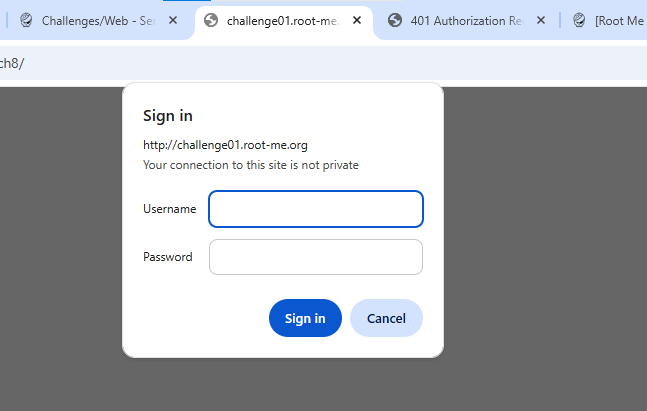 Challenges/Web - Ser
challenge01.root-me.
401 Authorization Re
[Root Me
ch8/
Sign in
http://challenge01.root-me.org
Your connection to this site is not private
Username
Password
Sign in
Cancel